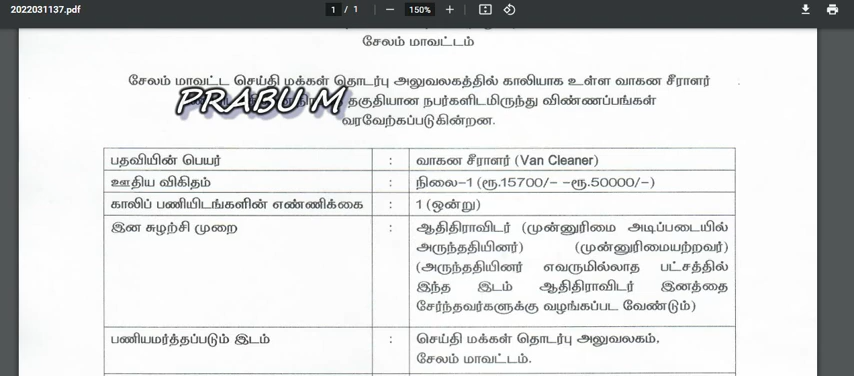 2022031137.pdf
1 / 1
150%
சேலம் மாவட்டம்
சேலம் மாவட்ட செய்தி மக்கள் தொடர்பு அலுவலகத்தில் காலியாக உள்ள வாகன சீராளர்
PRABU M தகுதியான நபர்களிடமிருந்து விண்ணப்பங்கள்
வரவேற்கப்படுகின்றன.
பதவியின் பெயர் : வாகன சீராளர் (Van Cleaner)
ஊதிய விகிதம் : நிலை-1 (ரூ.15700/- -ரூ.50000/-)
காலிப் பணியிடங்களின் எண்ணிக்கை : 1 (ஒன்று)
இன சுழற்சி முறை : ஆதிதிராவிடர் (முன்னுரிமை அடிப்படையில்
அருந்ததியினர்) (முன்னுரிமையற்றவர்)
(அருந்ததியினர் எவருமில்லாத பட்சத்தில்
இந்த இடம் ஆதிதிராவிடர் இனத்தை
சேர்ந்தவர்களுக்கு வழங்கப்பட வேண்டும்)
பணியமர்த்தப்படும் இடம் : செய்தி மக்கள் தொடர்பு அலுவலகம்,
சேலம் மாவட்டம்.